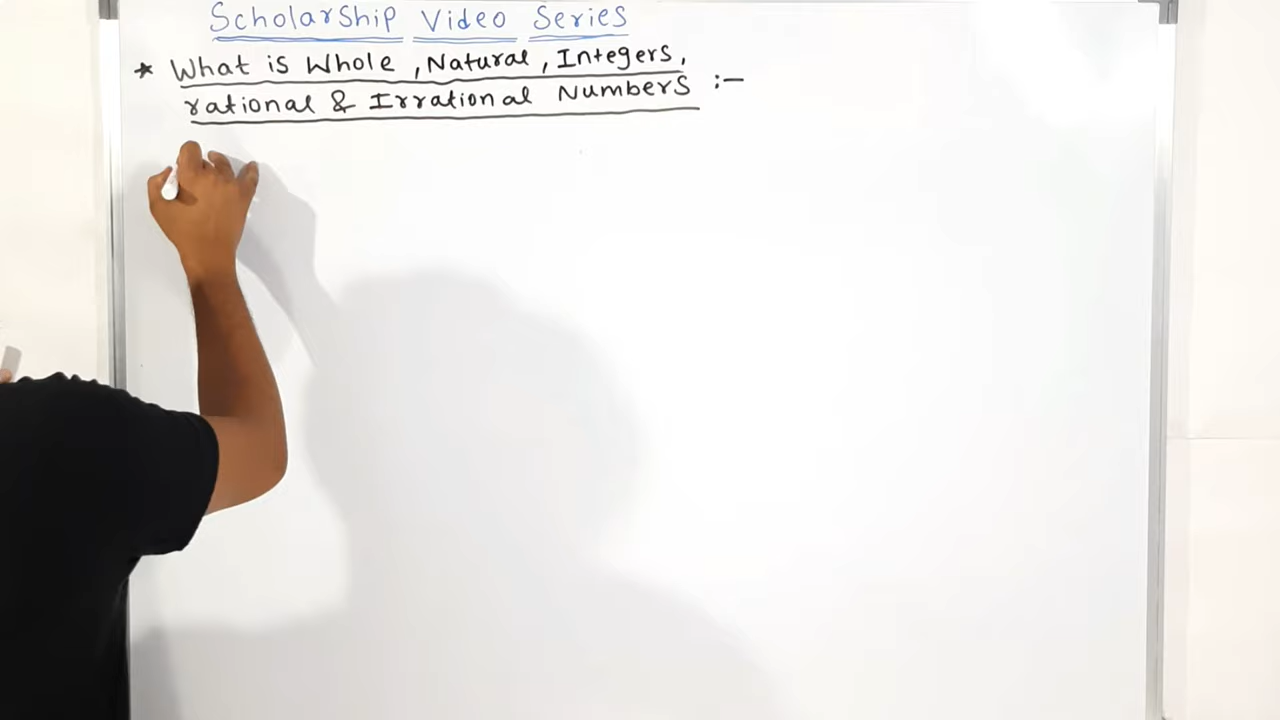 Scholarship Video Series
★ What is Whole , Natural , Integers ,
rational & Irrational Numbers :-